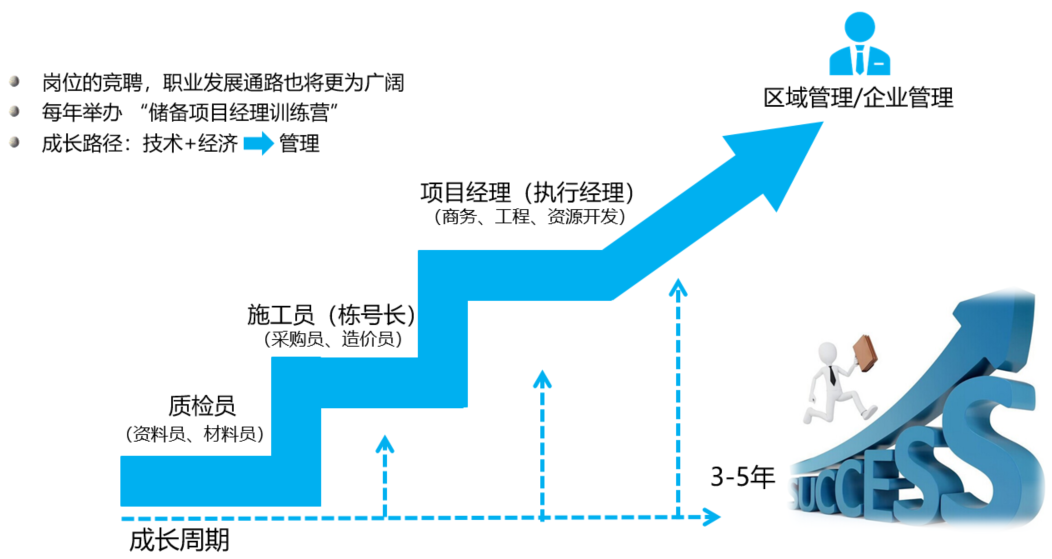 岗位的竞聘，职业发展通路也将更为广阔
每年举办 “储备项目经理训练营”
成长路径：技术+经济 管理
区域管理/企业管理
项目经理（执行经理）
（商务、工程、资源开发）
施工员（栋号长）
（采购员、造价员）
质检员
（资料员、材料员）
3-5年
成长周期
SUCCESS